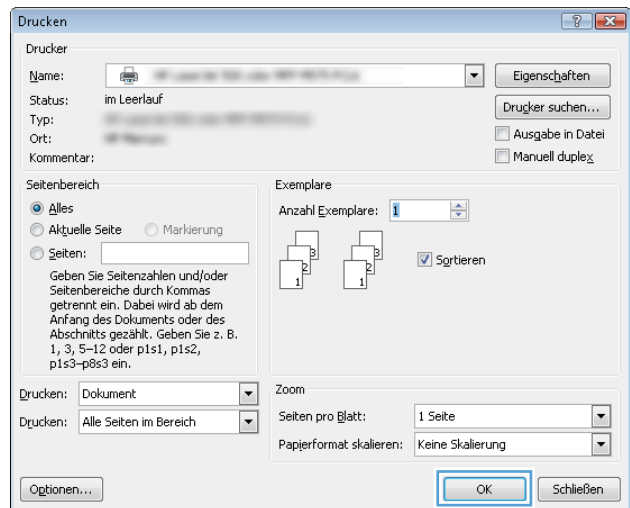 Drucken
Drucker
Name:
Eigenschaften
Status: im Leerlauf
Drucker suchen...
Typ:
Ort:
Ausgabe in Datei
Kommentar:
Manuell duplex
Seitenbereich
Alles
Aktuelle Seite Markierung
Seiten:
Geben Sie Seitenzahlen und/oder
Seitenbereiche durch Kommas
getrennt ein. Dabei wird ab dem
Anfang des Dokuments oder des
Abschnitts gezählt. Geben Sie z. B.
1, 3, 5–12 oder p1s1, p1s2,
p1s3–p8s3 ein.
Exemplare
Anzahl Exemplare: 1
3 3
2 2
1 1
Sortieren
Drucken: Dokument
Drucken: Alle Seiten im Bereich
Zoom
Seiten pro Blatt: 1 Seite
Papierformat skalieren: Keine Skalierung
Optionen...
OK
Schließen